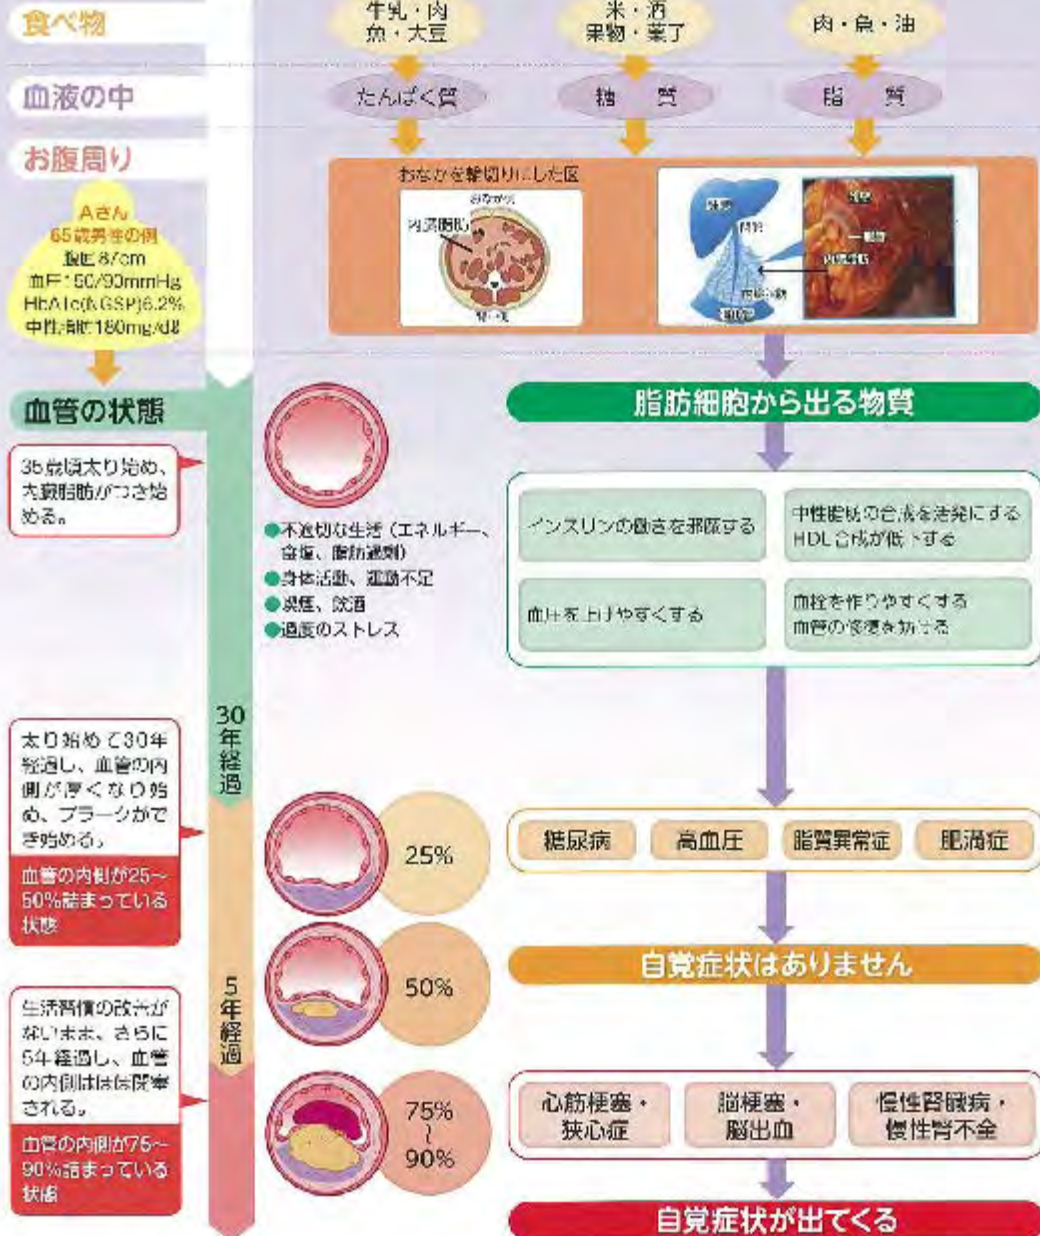 食べ物
牛乳・肉
魚・大豆
米・酒
果物・菓子
肉・魚・油
血液の中
たんぱく質
糖 質
脂 質
お腹周り
おなかを輪切りにした図
おなか側
内臓脂肪
肝臓
門脈
内臓脂肪
Aさん
65歳男性の例
腹囲87cm
血圧150/90mmHg
HbA1c(NGSP)6.2%
中性脂肪180mg/dℓ
血管の状態
35歳頃太り始め、
内臓脂肪がつき始
める。
●不適切な生活（エネルギー、
食塩、脂肪過剰）
●身体活動、運動不足
●喫煙、飲酒
●過度のストレス
脂肪細胞から出る物質
インスリンの働きを邪魔する
中性脂肪の合成を活発にする
HDL合成が低下する
血圧を上げやすくする
血栓を作りやすくする
血管の修復を妨げる
30年経過
太り始めて30年
経過し、血管の内
側が厚くなり始
め、プラークがで
き始める。
血管の内側が25〜
50%詰まっている
状態
25%
50%
糖尿病
高血圧
脂質異常症
肥満症
自覚症状はありません
5年経過
生活習慣の改善が
ないまま、さらに
5年経過し、血管
の内側はほぼ閉塞
される。
血管の内側が75〜
90%詰まっている
状態
75%
〜
90%
心筋梗塞・
狭心症
脳梗塞・
脳出血
慢性腎臓病・
慢性腎不全
自覚症状が出てくる